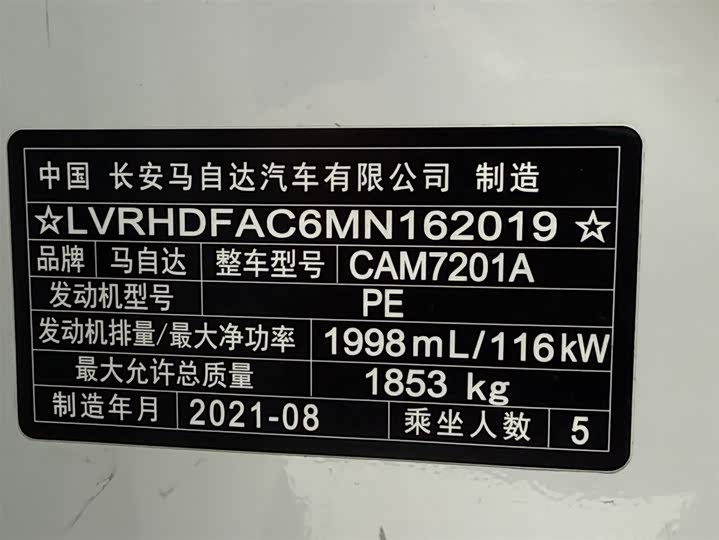 中国 长安马自达汽车有限公司 制造
☆LVRHDFAC6MN162019☆
品牌 马自达 整车型号 CAM7201A
发动机型号 PE
发动机排量/最大净功率 1998mL/116kW
最大允许总质量 1853 kg
制造年月 2021-08 乘坐人数 5